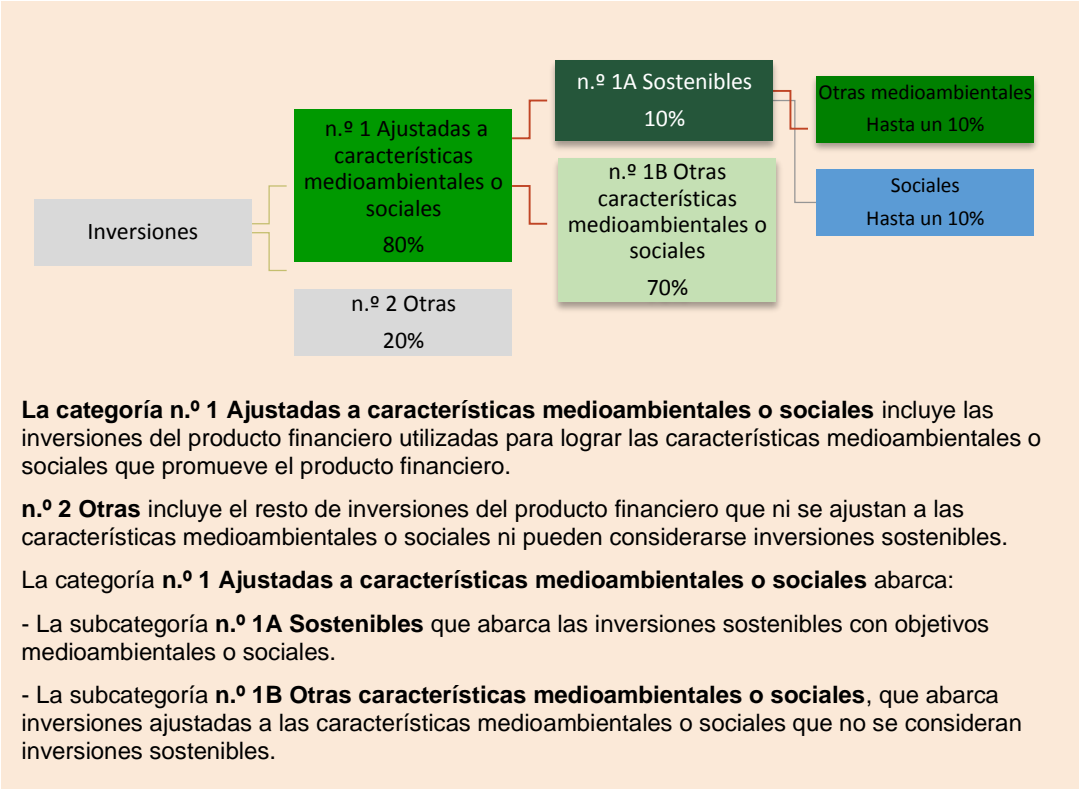 Inversiones
n.º 1 Ajustadas a
características
medioambientales o
sociales
80%
n.º 2 Otras
20%
n.º 1A Sostenibles
10%
n.º 1B Otras
características
medioambientales o
sociales
70%
Otras medioambientales
Hasta un 10%
Sociales
Hasta un 10%
La categoría n.º 1 Ajustadas a características medioambientales o sociales incluye las
inversiones del producto financiero utilizadas para lograr las características medioambientales o
sociales que promueve el producto financiero.
n.º 2 Otras incluye el resto de inversiones del producto financiero que ni se ajustan a las
características medioambientales o sociales ni pueden considerarse inversiones sostenibles.
La categoría n.º 1 Ajustadas a características medioambientales o sociales abarca:
- La subcategoría n.º 1A Sostenibles que abarca las inversiones sostenibles con objetivos
medioambientales o sociales.
- La subcategoría n.º 1B Otras características medioambientales o sociales, que abarca
inversiones ajustadas a las características medioambientales o sociales que no se consideran
inversiones sostenibles.